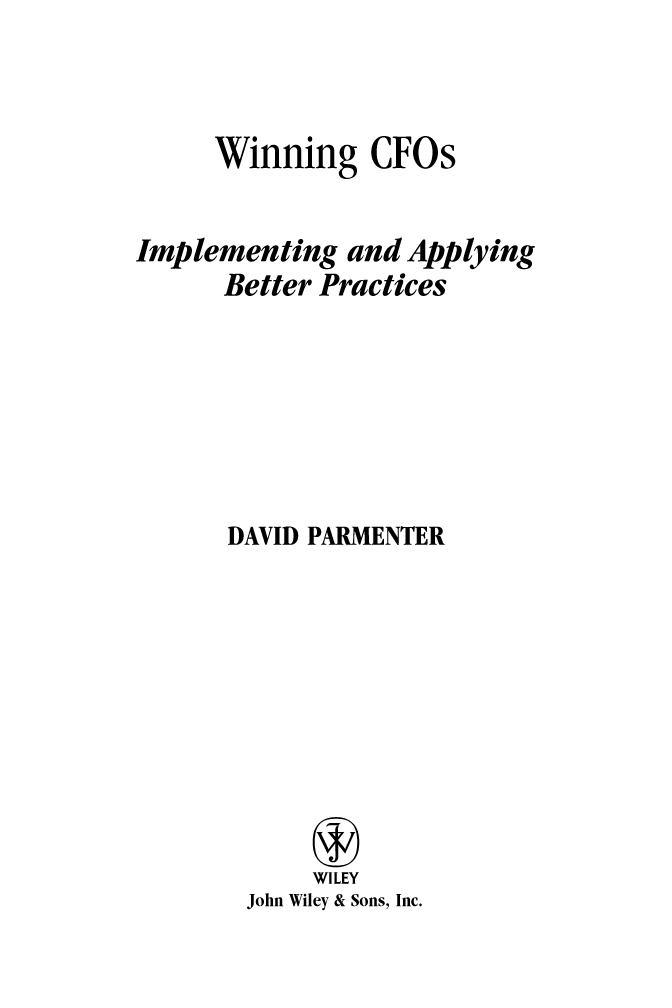 Winning CFOs
Implementing and Applying
Better Practices
DAVID PARMENTER
WILEY
John Wiley & Sons, Inc.